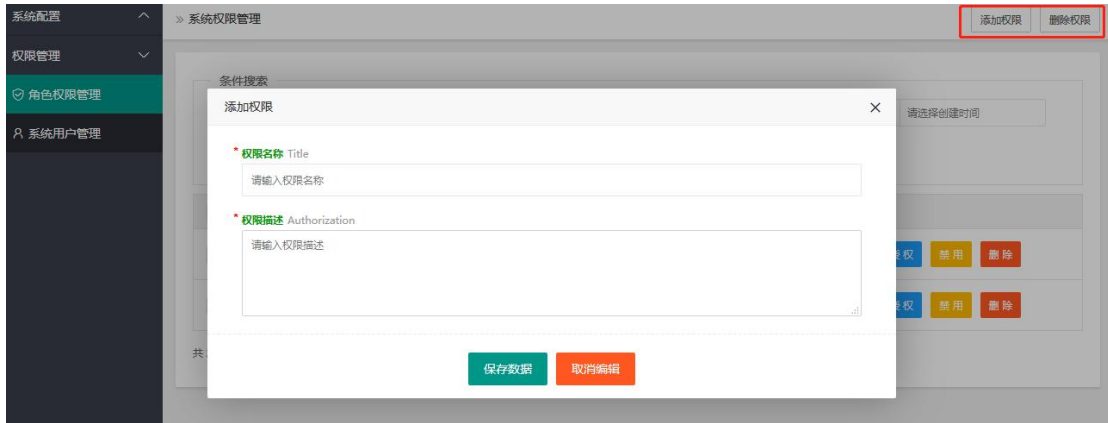 系统配置
» 系统权限管理
添加权限
删除权限
权限管理
角色权限管理
系统用户管理
条件搜索
请选择创建时间
添加权限
* 权限名称 Title
请输入权限名称
* 权限描述 Authorization
请输入权限描述
权
禁用
删除
权
禁用
删除
共
保存数据
取消编辑